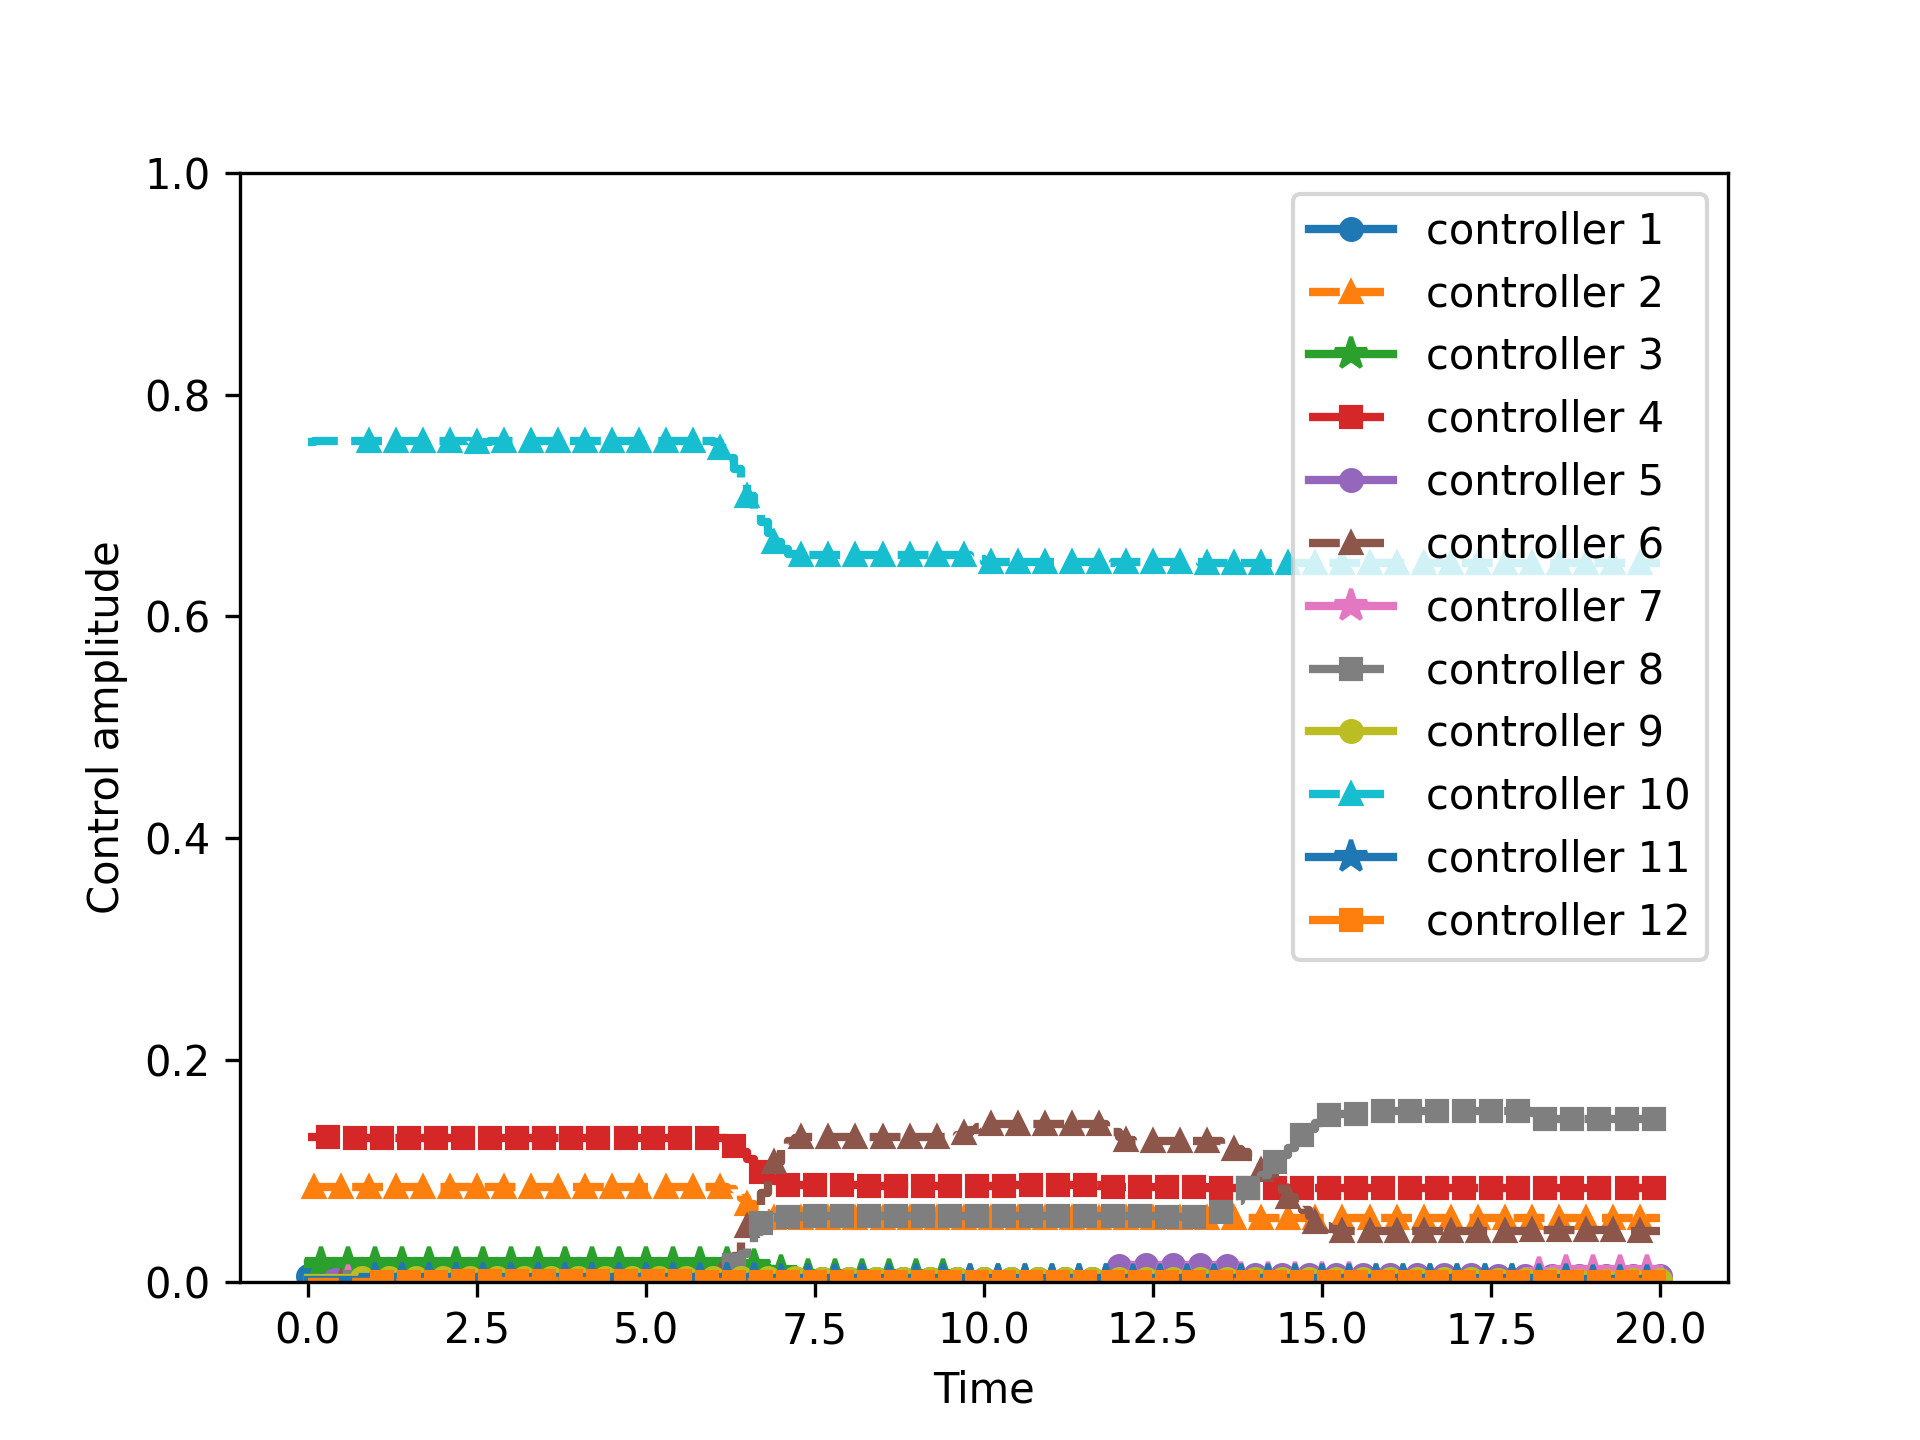 1.0
0.8
0.6
0.4
0.2
0.0
Control amplitude
controller 1
controller 2
controller 3
controller 4
controller 5
controller 6
controller 7
controller 8
controller 9
controller 10
controller 11
controller 12
0.0 2.5 5.0 7.5 10.0 12.5 15.0 17.5 20.0
Time